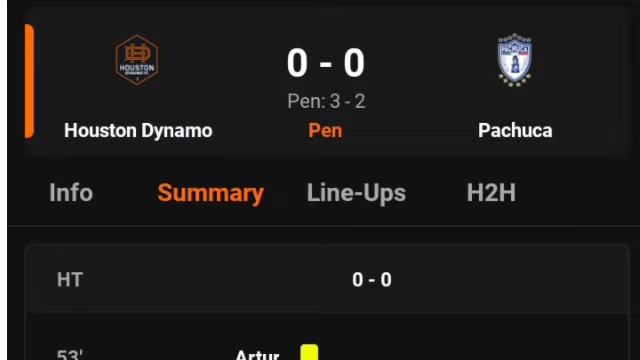 HOUSTON
DYNAMO FC
PACHUCA
0 - 0
Pen: 3 - 2
Houston Dynamo Pen Pachuca
Info Summary Line-Ups H2H
HT 0 - 0
53' Artur